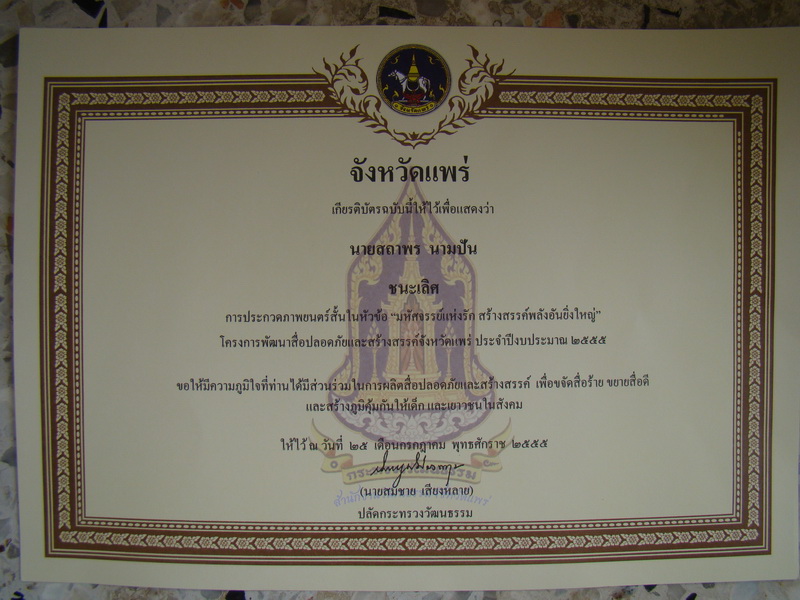 จังหวัดแพร่
เกียรติบัตรฉบับนี้ให้ไว้เพื่อแสดงว่า
นายสถาพร นามปัน
ชนะเลิศ
การประกวดภาพยนตร์สั้นในหัวข้อ “มหัศจรรย์แห่งรัก สร้างสรรค์พลังอันยิ่งใหญ่”
โครงการพัฒนาสื่อปลอดภัยและสร้างสรรค์จังหวัดแพร่ ประจำปีงบประมาณ ๒๕๕๕
ขอให้มีความภูมิใจที่ท่านได้มีส่วนร่วมในการผลิตสื่อปลอดภัยและสร้างสรรค์ เพื่อขจัดสื่อร้าย ขยายสื่อดี
และสร้างภูมิคุ้มกันให้เด็ก และเยาวชนในสังคม
ให้ไว้ ณ วันที่ ๒๕ เดือนกรกฎาคม พุทธศักราช ๒๕๕๕
(นายสมชาย เสียงหลาย)
ปลัดกระทรวงวัฒนธรรม